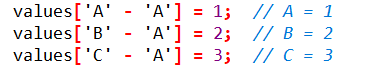 values['A' - 'A'] = 1;  // A = 1
values['B' - 'A'] = 2;  // B = 2
values['C' - 'A'] = 3;  // C = 3